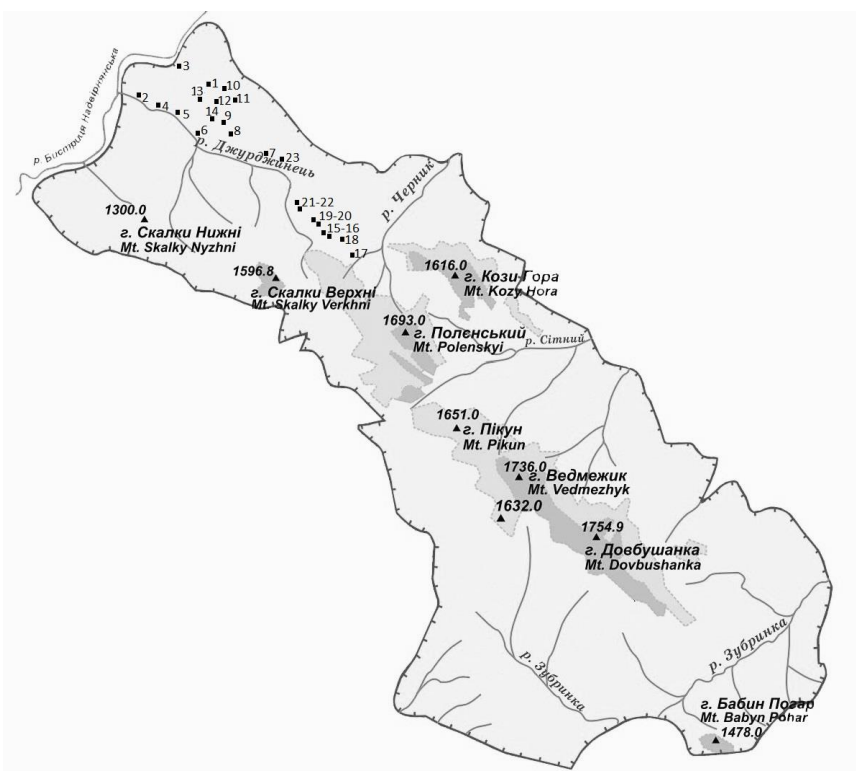 3
р. Бистриця Надвірнянська
1
10
13
2
12
11
4
5
14
9
6
8
р. Джурджинець
7
23
р. Черник
21-22
1300.0
19-20
г. Скалки Нижні
Mt. Skalky Nyzhni
15-16
18
17
1596.8
1616.0
г. Кози Гора
Mt. Kozy Hora
г. Скалки Верхні
Mt. Skalky Verkhni
1693.0
г. Полєнський
Mt. Polenskyi
р. Сітний
1651.0
г. Пікун
Mt. Pikun
1736.0
г. Ведмежик
Mt. Vedmezhyk
1632.0
1754.9
г. Довбушанка
Mt. Dovbushanka
р. Зубринка
р. Зубринка
г. Бабин Погар
Mt. Babyn Pohar
1478.0